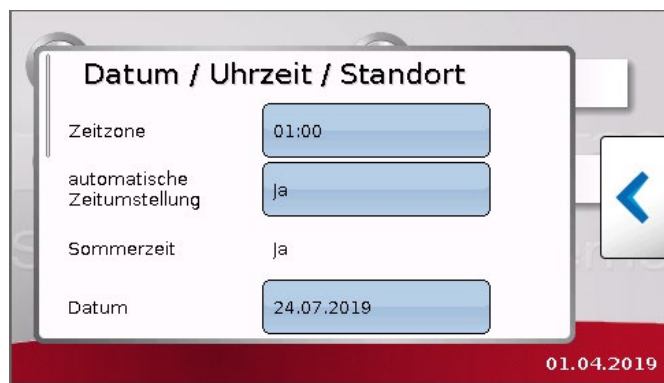 Datum / Uhrzeit / Standort
Zeitzone 01:00
automatische
Zeitumstellung Ja
Sommerzeit Ja
Datum 24.07.2019
01.04.2019